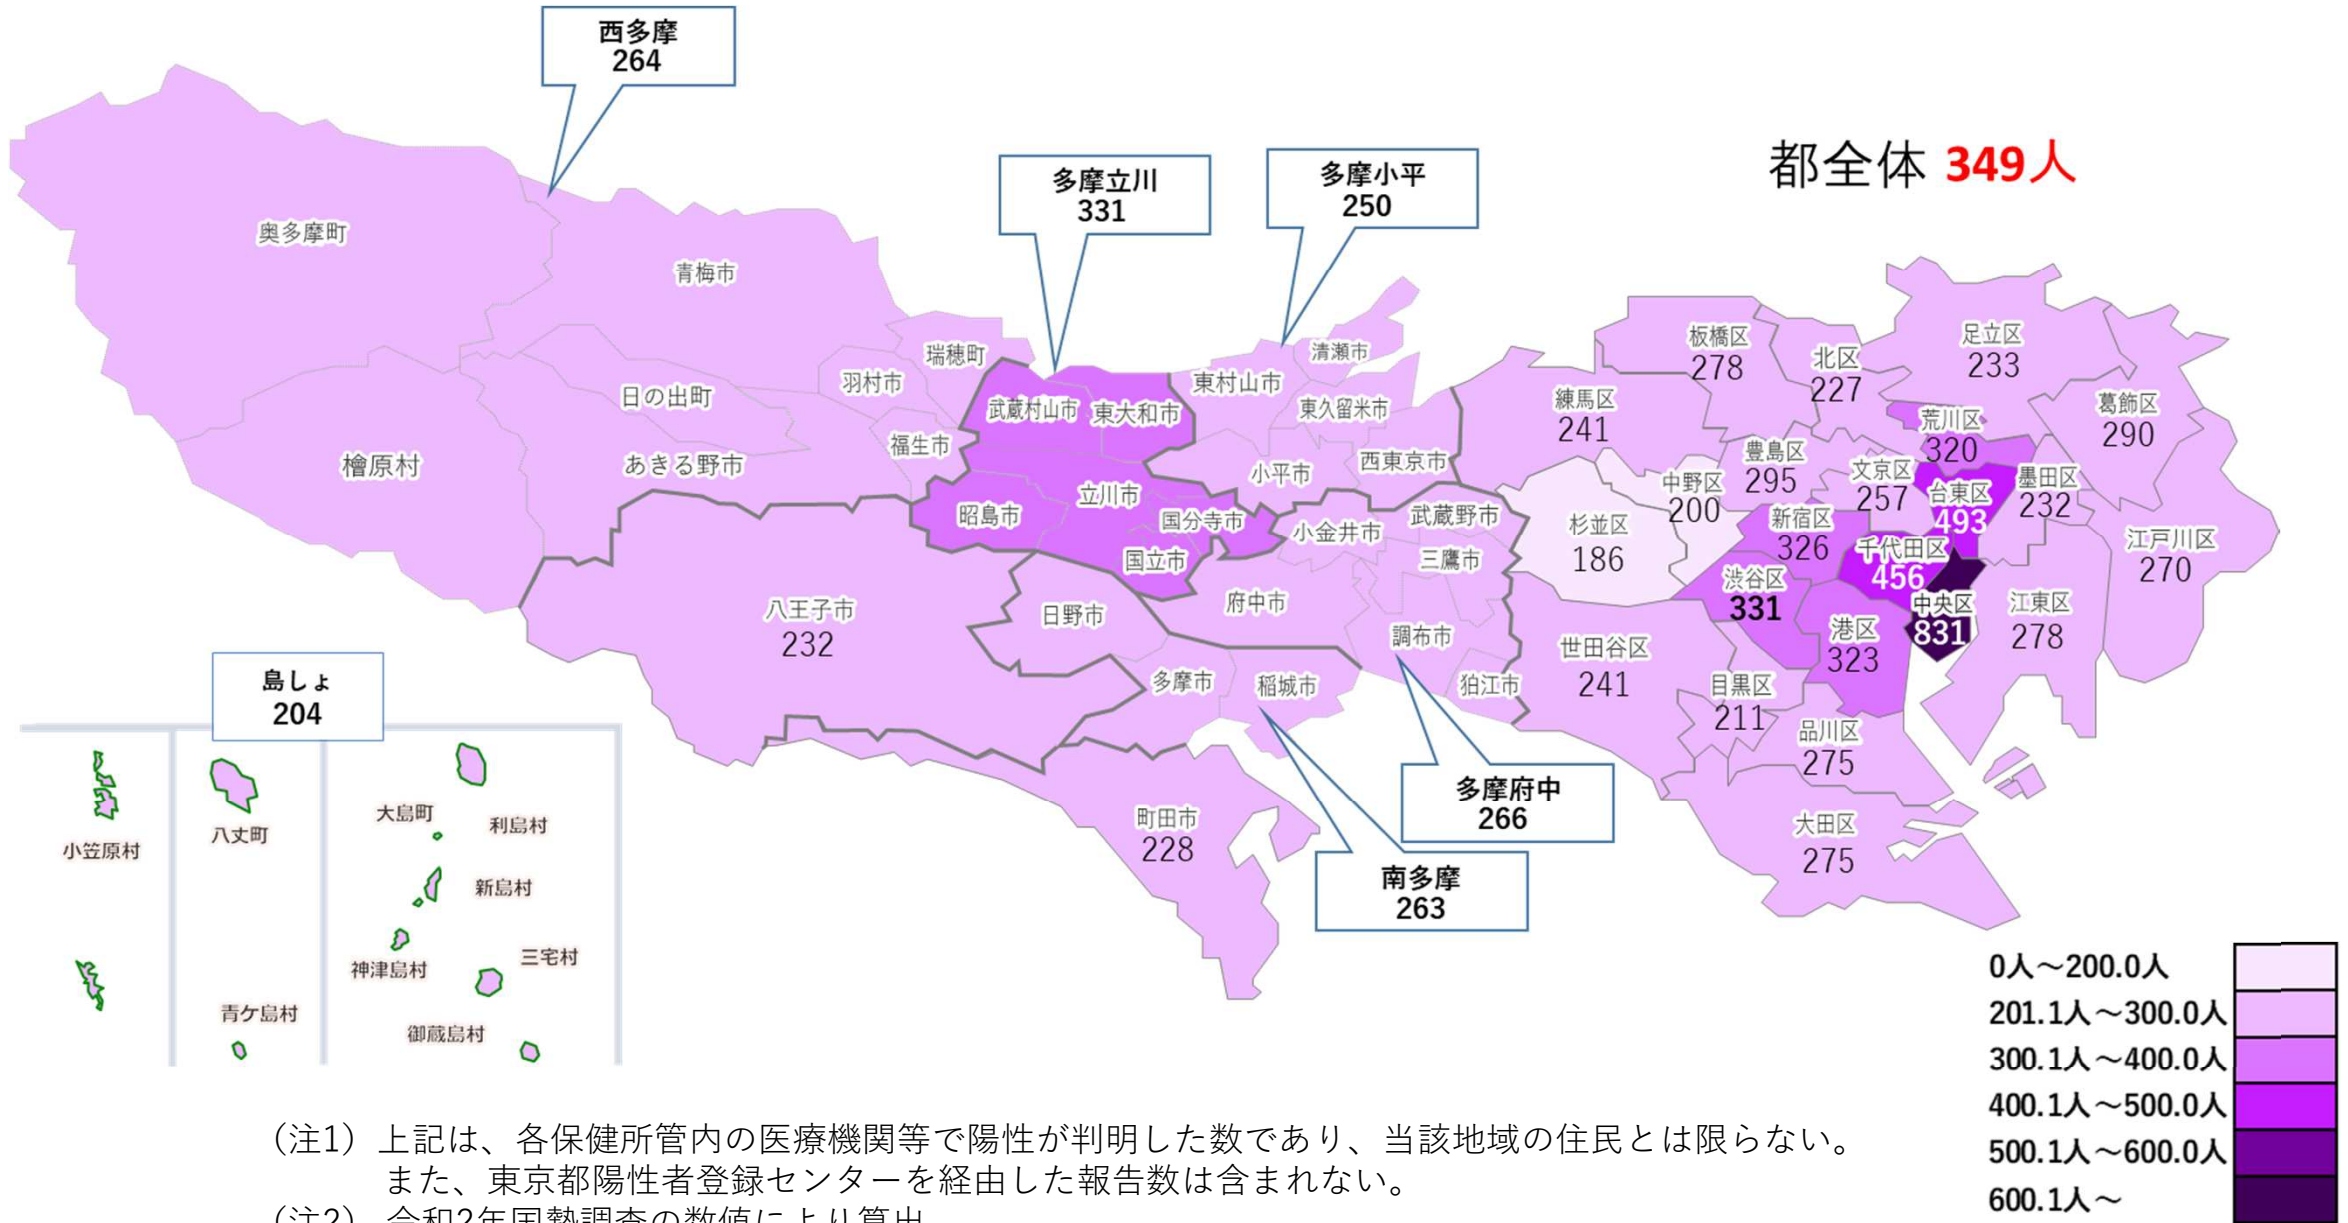 西多摩
264
多摩立川
331
多摩小平
250
都全体 349人
奥多摩町
青梅市
瑞穂町
羽村市
日の出町
福生市
あきる野市
檜原村
武蔵村山市
東大和市
東村山市
清瀬市
東久留米市
小平市
西東京市
昭島市
立川市
国分寺市
国立市
小金井市
武蔵野市
三鷹市
府中市
調布市
狛江市
八王子市
232
日野市
多摩市
稲城市
町田市
228
多摩府中
266
南多摩
263
板橋区
278
北区
227
足立区
233
葛飾区
290
練馬区
241
荒川区
320
豊島区
295
文京区
257
台東区
493
墨田区
232
中野区
200
杉並区
186
新宿区
326
千代田区
456
江戸川区
270
渋谷区
331
中央区
831
江東区
278
港区
323
世田谷区
241
目黒区
211
品川区
275
大田区
275
島しょ
204
小笠原村
八丈町
青ケ島村
大島町
利島村
新島村
神津島村
三宅村
御蔵島村
0人～200.0人
201.1人～300.0人
300.1人～400.0人
400.1人～500.0人
500.1人～600.0人
600.1人～
（注1）上記は、各保健所管内の医療機関等で陽性が判明した数であり、当該地域の住民とは限らない。
また、東京都陽性者登録センターを経由した報告数は含まれない。
（注2） 令和2年国勢調査の数値により算出